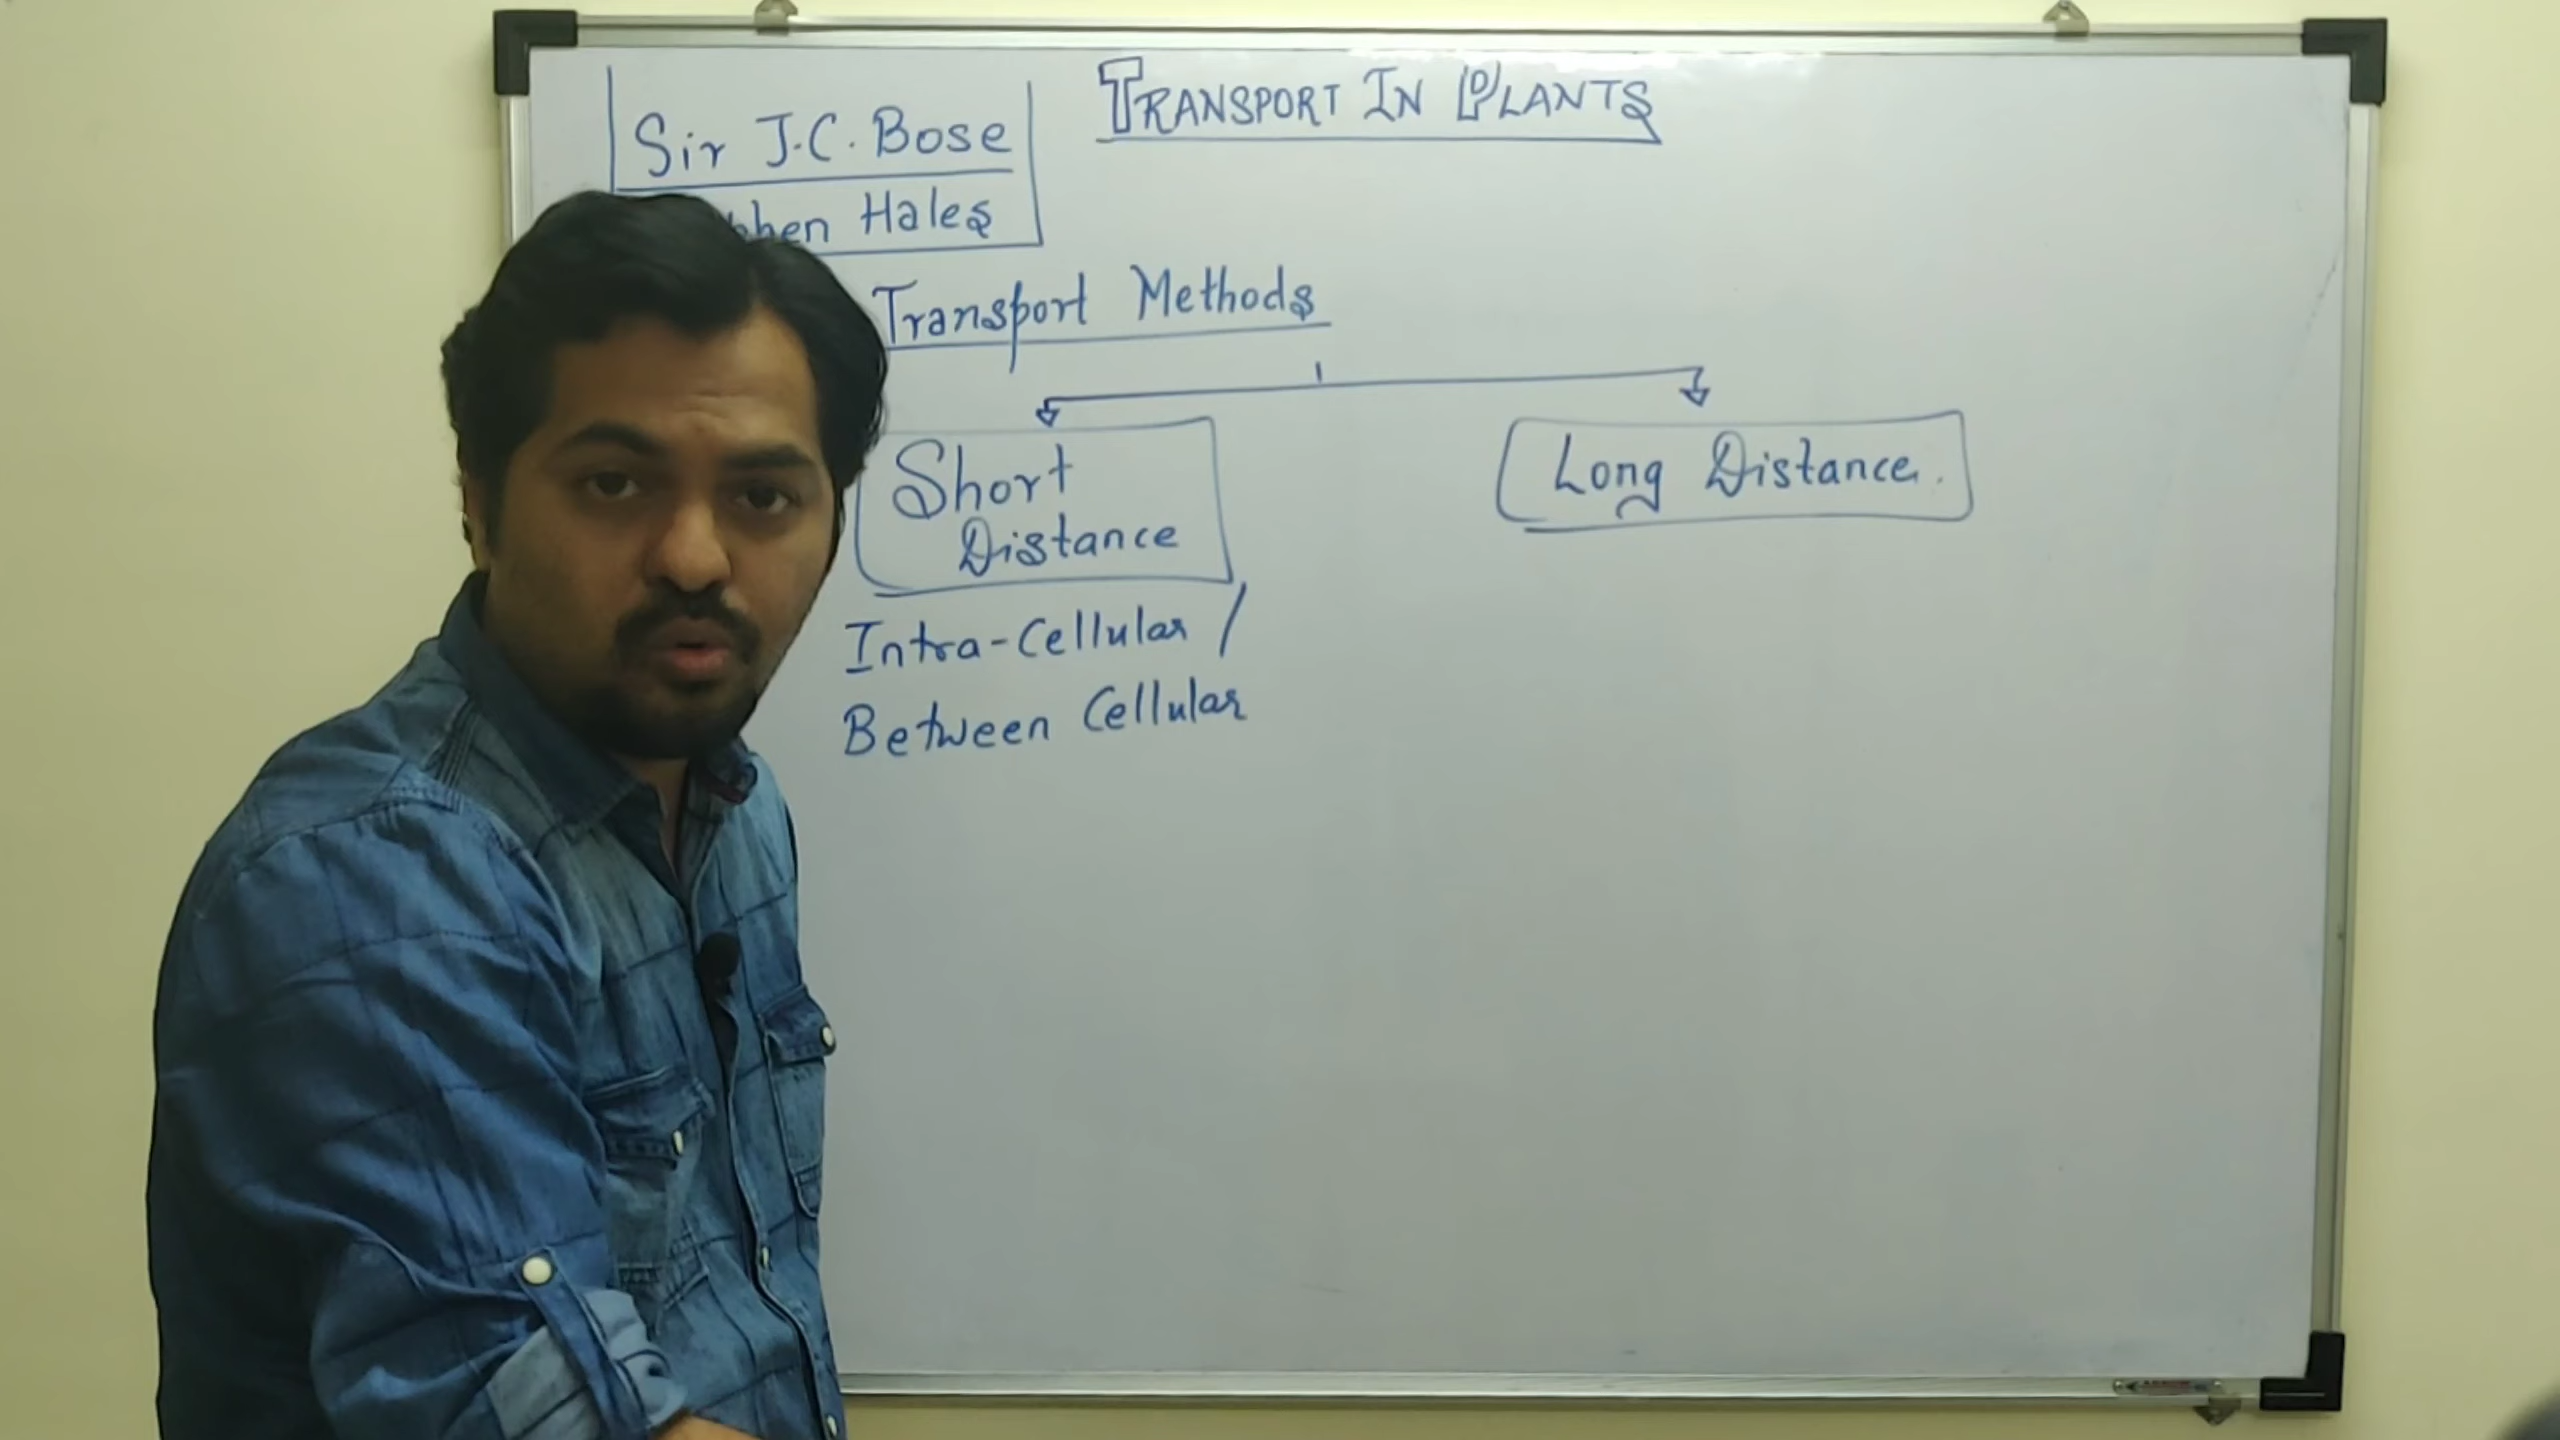 TRANSPORT IN PLANTS
Sir J.C. Bose
Hales
Transport Methods
Short
Distance
Long Distance.
Intra-Cellular /
Between Cellular